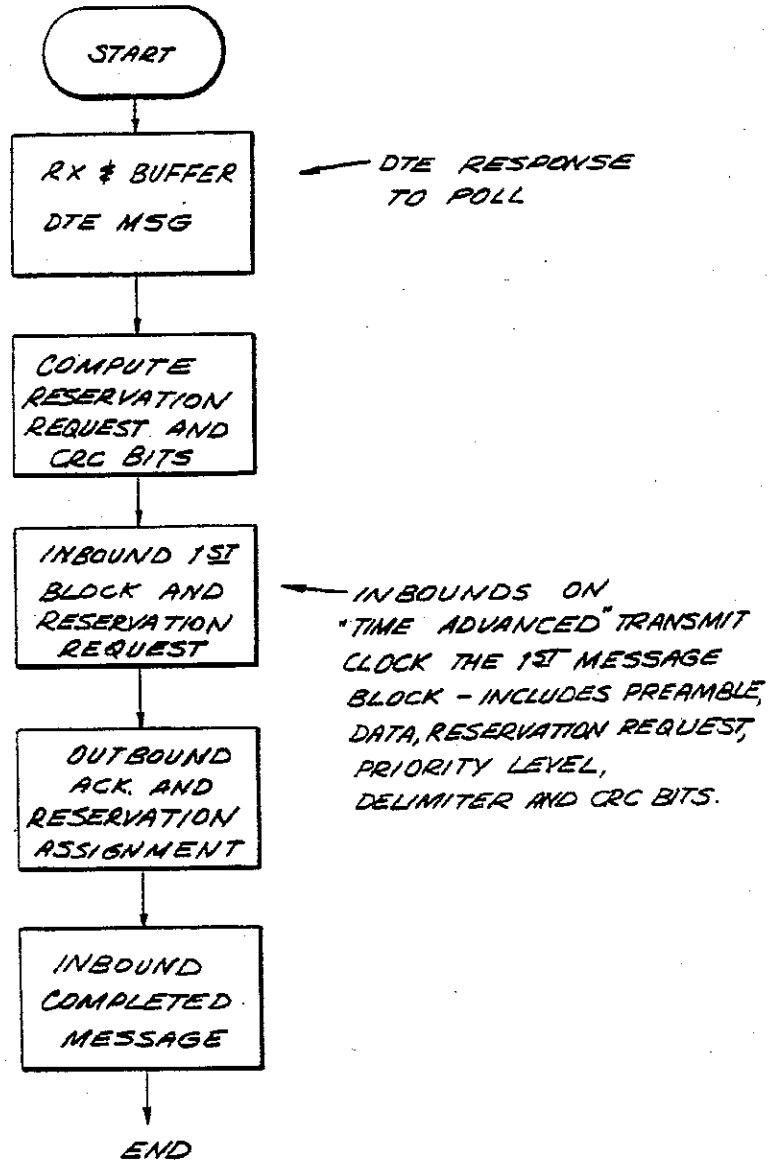 START
RX & BUFFER
DTE MSG
DTE RESPONSE
TO POLL
COMPUTE
RESERVATION
REQUEST AND
CRC BITS
INBOUND 1ST
BLOCK AND
RESERVATION
REQUEST
INBOUNDS ON
"TIME ADVANCED" TRANSMIT
CLOCK THE 1ST MESSAGE
BLOCK - INCLUDES PREAMBLE,
DATA, RESERVATION REQUEST,
PRIORITY LEVEL,
DELIMITER AND CRC BITS.
OUTBOUND
ACK. AND
RESERVATION
ASSIGNMENT
INBOUND
COMPLETED
MESSAGE
END